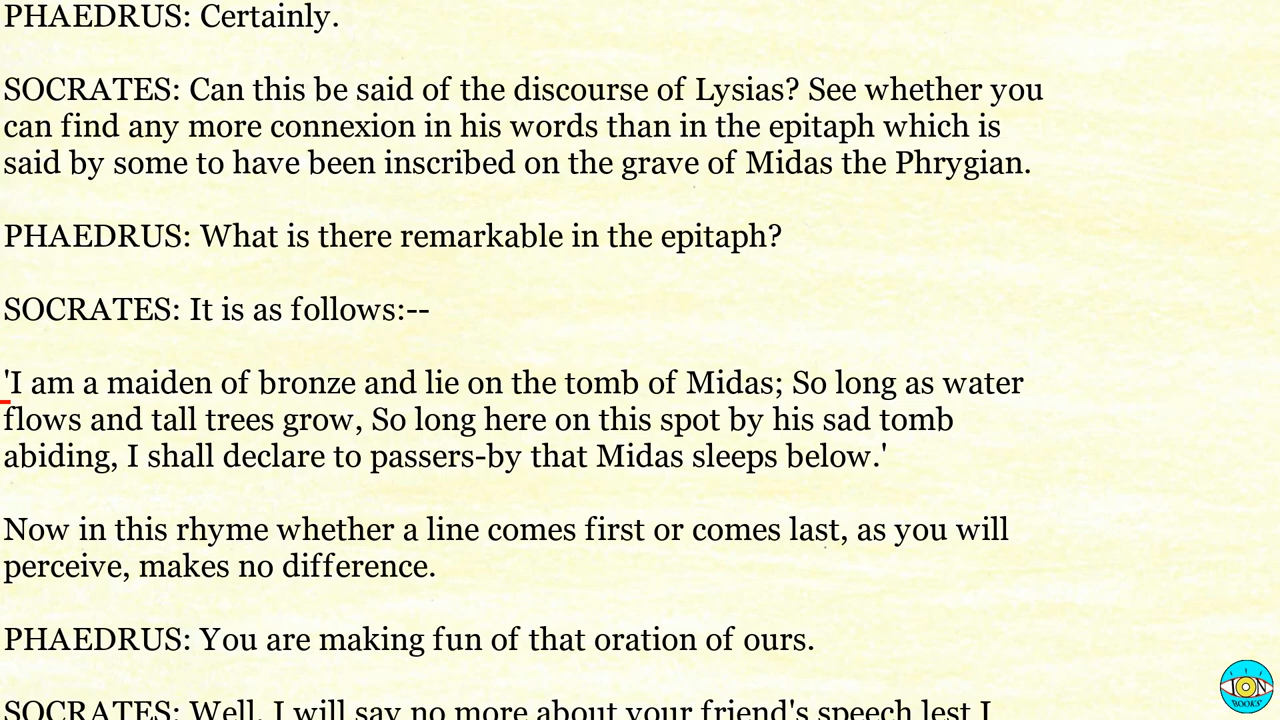 PHAEDRUS: Certainly.
SOCRATES: Can this be said of the discourse of Lysias? See whether you
can find any more connexion in his words than in the epitaph which is
said by some to have been inscribed on the grave of Midas the Phrygian.
PHAEDRUS: What is there remarkable in the epitaph?
SOCRATES: It is as follows:--
'I am a maiden of bronze and lie on the tomb of Midas; So long as water
flows and tall trees grow, So long here on this spot by his sad tomb
abiding, I shall declare to passers-by that Midas sleeps below.'
Now in this rhyme whether a line comes first or comes last, as you will
perceive, makes no difference.
PHAEDRUS: You are making fun of that oration of ours.
SOCRATES: Well, I will say no more about your friend's speech lest I
ION
BOOKS